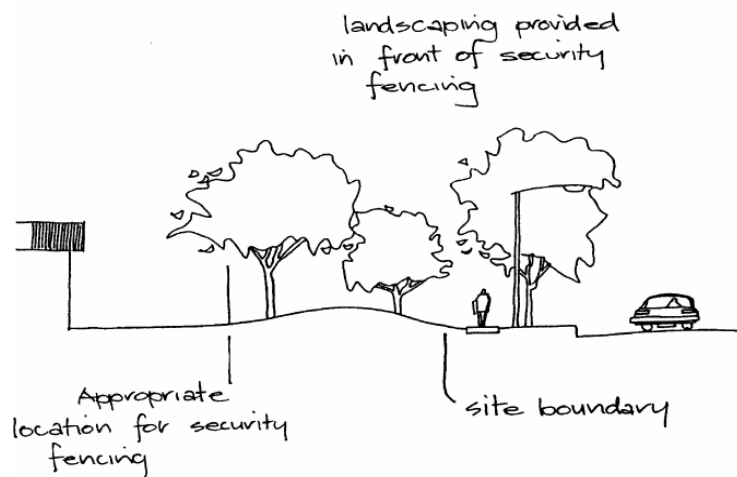 landscaping provided
in front of security
fencing
Appropriate
location for security
fencing
site boundary